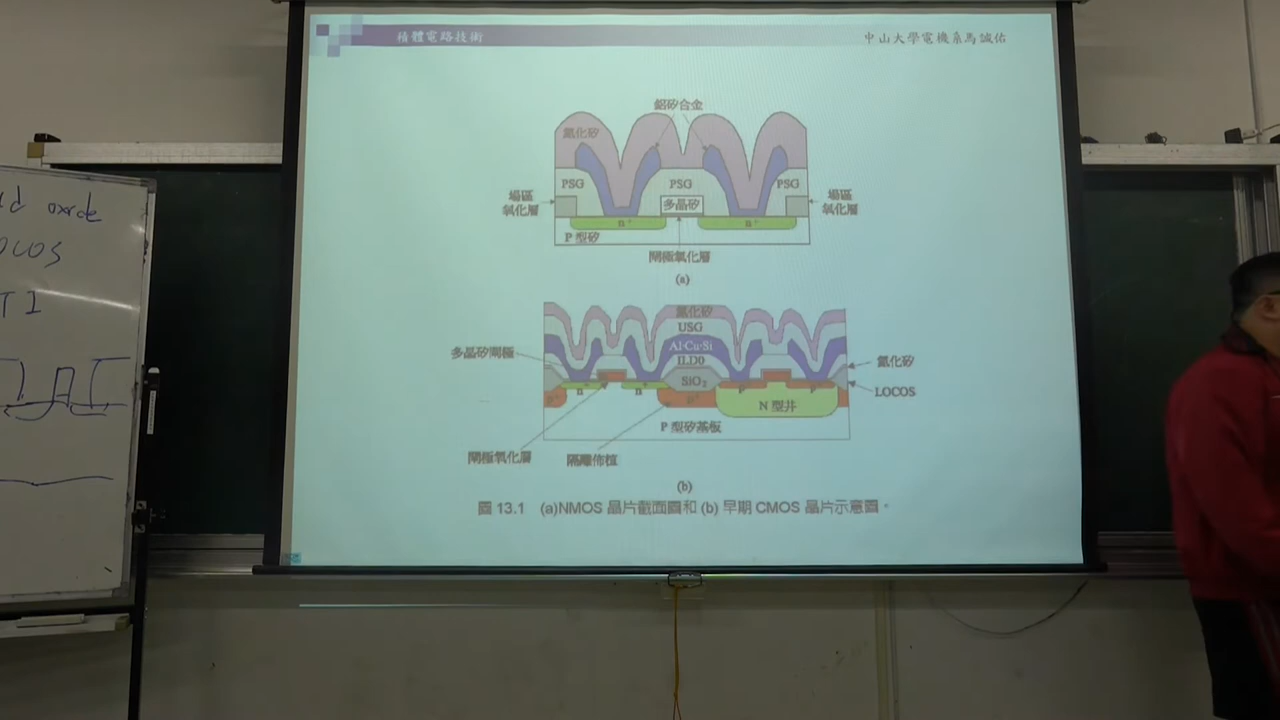 積體電路技術
中山大學電機系馬誠佑
鋁矽合金
氮化矽
PSG PSG PSG
場區氧化層
多晶矽
場區氧化層
n⁺ n⁺
P 型矽
閘極氧化層
(a)
氮化矽
USG
Al·Cu·Si
多晶矽閘極
ILD0
氮化矽
SiO₂
LOCOS
N 型井
P 型矽基板
閘極氧化層
隔離佈植
(b)
圖 13.1 (a)NMOS 晶片截面圖和 (b) 早期 CMOS 晶片示意圖。
oxide